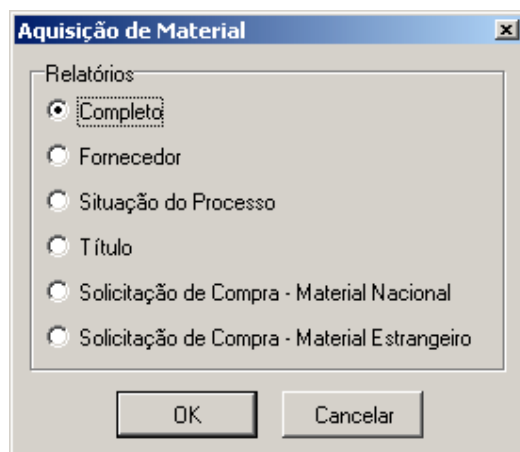 Aquisição de Material
Relatórios
Completo
Fornecedor
Situação do Processo
Título
Solicitação de Compra - Material Nacional
Solicitação de Compra - Material Estrangeiro
OK
Cancelar